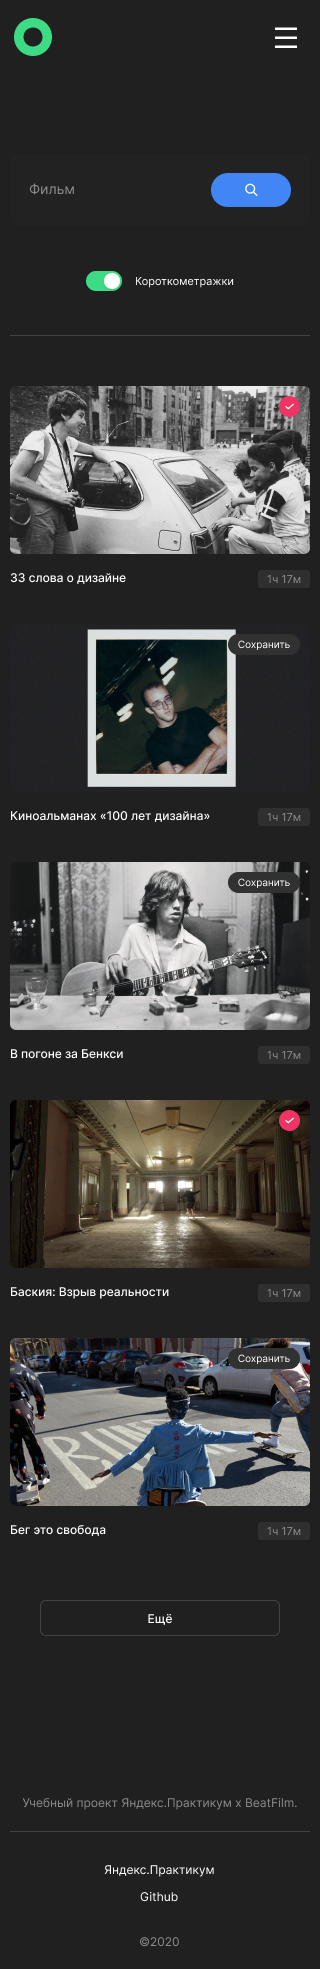 Фильм
Короткометражки
33 слова о дизайне
1ч 17м
Сохранить
Киноальманах «100 лет дизайна»
1ч 17м
Сохранить
В погоне за Бенкси
1ч 17м
Баския: Взрыв реальности
1ч 17м
Сохранить
Бег это свобода
1ч 17м
Ещё
Учебный проект Яндекс.Практикум х BeatFilm.
Яндекс.Практикум
Github
©2020